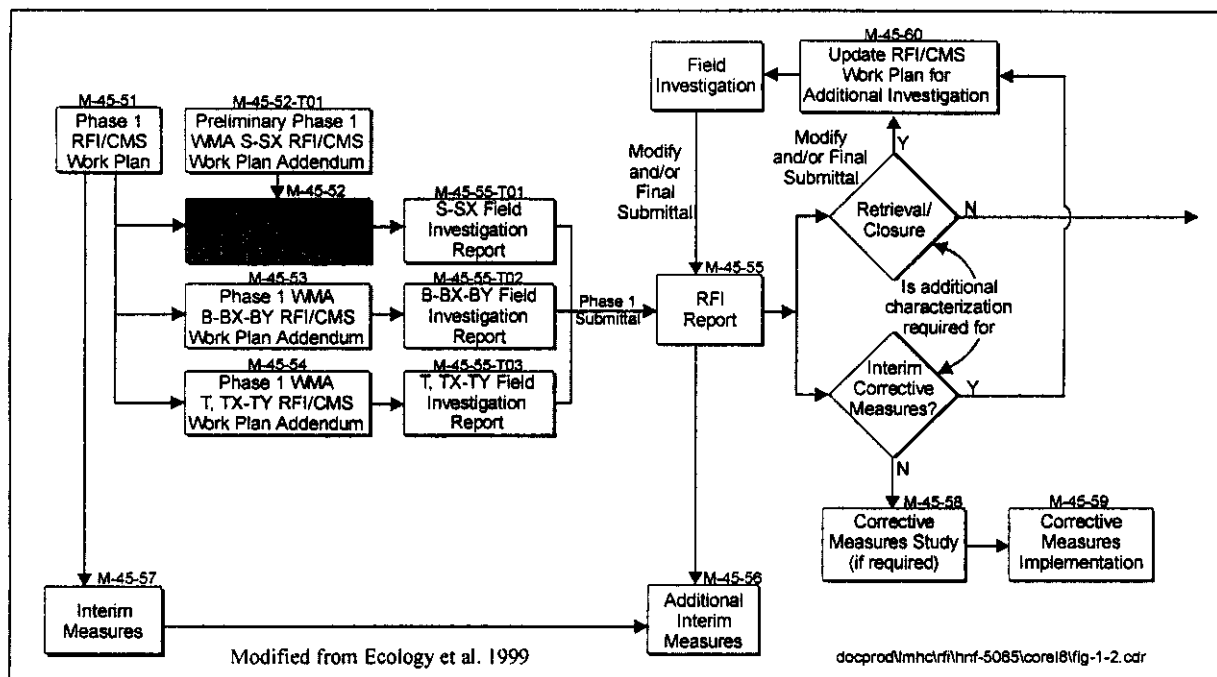 M-45-51
Phase 1
RFI/CMS
Work Plan
M-45-52-T01
Preliminary Phase 1
WMA S-SX RFI/CMS
Work Plan Addendum
M-45-52
M-45-55-T01
S-SX Field
Investigation
Report
M-45-53
Phase 1 WMA
B-BX-BY RFI/CMS
Work Plan Addendum
M-45-55-T02
B-BX-BY Field
Investigation
Report
M-45-54
Phase 1 WMA
T, TX-TY RFI/CMS
Work Plan Addendum
M-45-55-T03
T, TX-TY Field
Investigation
Report
Phase 1
Submittal
Field
Investigation
Modify
and/or
Final
Submittal
M-45-55
RFI
Report
M-45-60
Update RFI/CMS
Work Plan for
Additional Investigation
Modify
and/or Final
Submittal
Y
Retrieval/
Closure
N
Is additional
characterization
required for
Interim
Corrective
Measures?
Y
N
M-45-58
Corrective
Measures Study
(if required)
M-45-59
Corrective
Measures
Implementation
M-45-57
Interim
Measures
M-45-56
Additional
Interim
Measures
Modified from Ecology et al. 1999
docprod\lmhc\rfi\hnf-5085\corel8\fig-1-2.cdr